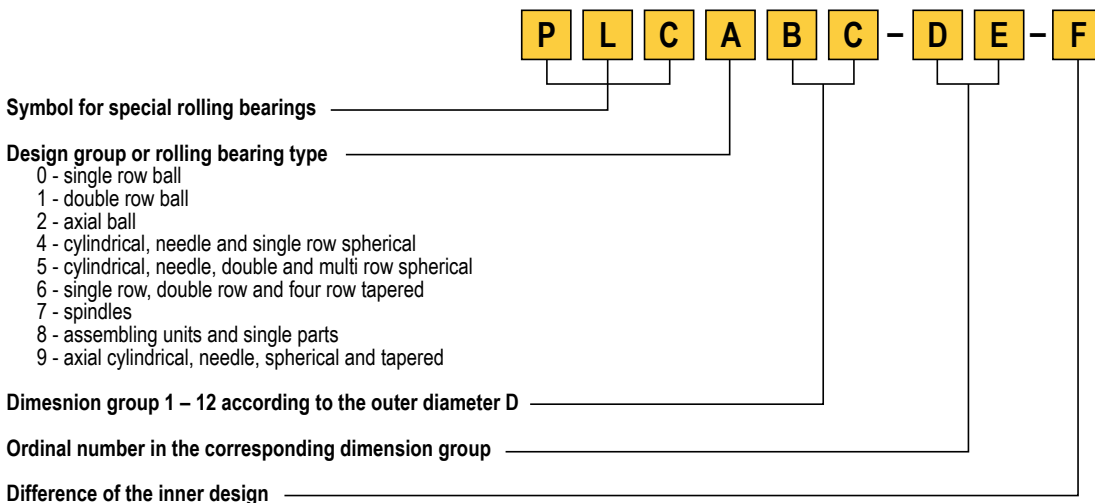 P L C A B C – D E – F
Symbol for special rolling bearings
Design group or rolling bearing type
0 - single row ball
1 - double row ball
2 - axial ball
4 - cylindrical, needle and single row spherical
5 - cylindrical, needle, double and multi row spherical
6 - single row, double row and four row tapered
7 - spindles
8 - assembling units and single parts
9 - axial cylindrical, needle, spherical and tapered
Dimesnion group 1 – 12 according to the outer diameter D
Ordinal number in the corresponding dimension group
Difference of the inner design